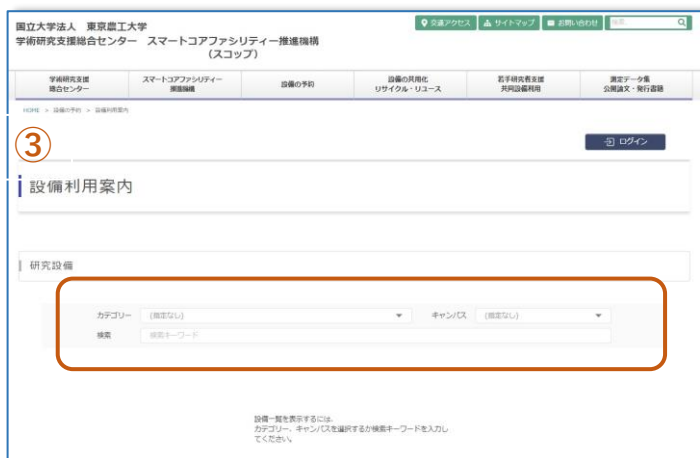 国立大学法人 東京農工大学
学術研究支援総合センター スマートコアファシリティー推進機構
(スコップ)
交通アクセス サイトマップ お問い合わせ 検索
学術研究支援 総合センター スマートコアファシリティー 推進機構 設備の予約 設備の共用化 リサイクル・リユース 若手研究者支援 共同設備利用 測定データ集 公開論文・発行書籍
HOME > 設備の予約 > 設備利用案内
③
ログイン
設備利用案内
研究設備
カテゴリー (指定なし) キャンパス (指定なし)
検索 検索キーワード
設備一覧を表示するには、
カテゴリー、キャンパスを選択するか検索キーワードを入力し
てください。